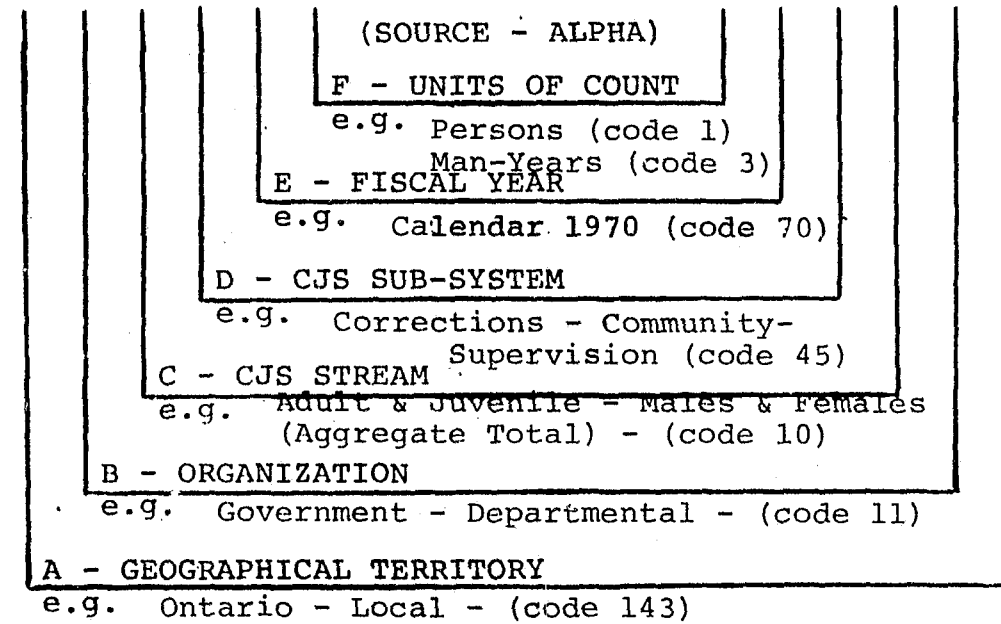 (SOURCE - ALPHA)
F - UNITS OF COUNT
e.g. Persons (code 1)
Man-Years (code 3)
E - FISCAL YEAR
e.g. Calendar 1970 (code 70)
D - CJS SUB-SYSTEM
e.g. Corrections - Community-
Supervision (code 45)
C - CJS STREAM
e.g. Adult & Juvenile - Males & Females
(Aggregate Total) - (code 10)
B - ORGANIZATION
e.g. Government - Departmental - (code 11)
A - GEOGRAPHICAL TERRITORY
e.g. Ontario - Local - (code 143)